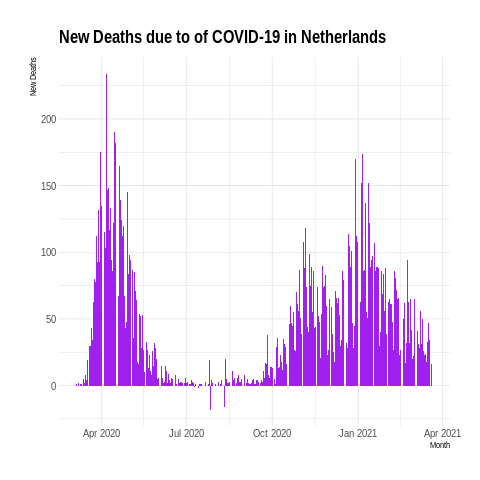 New Deaths due to of COVID-19 in Netherlands
New Deaths
200
150
100
50
0
Apr 2020 Jul 2020 Oct 2020 Jan 2021 Apr 2021
Month